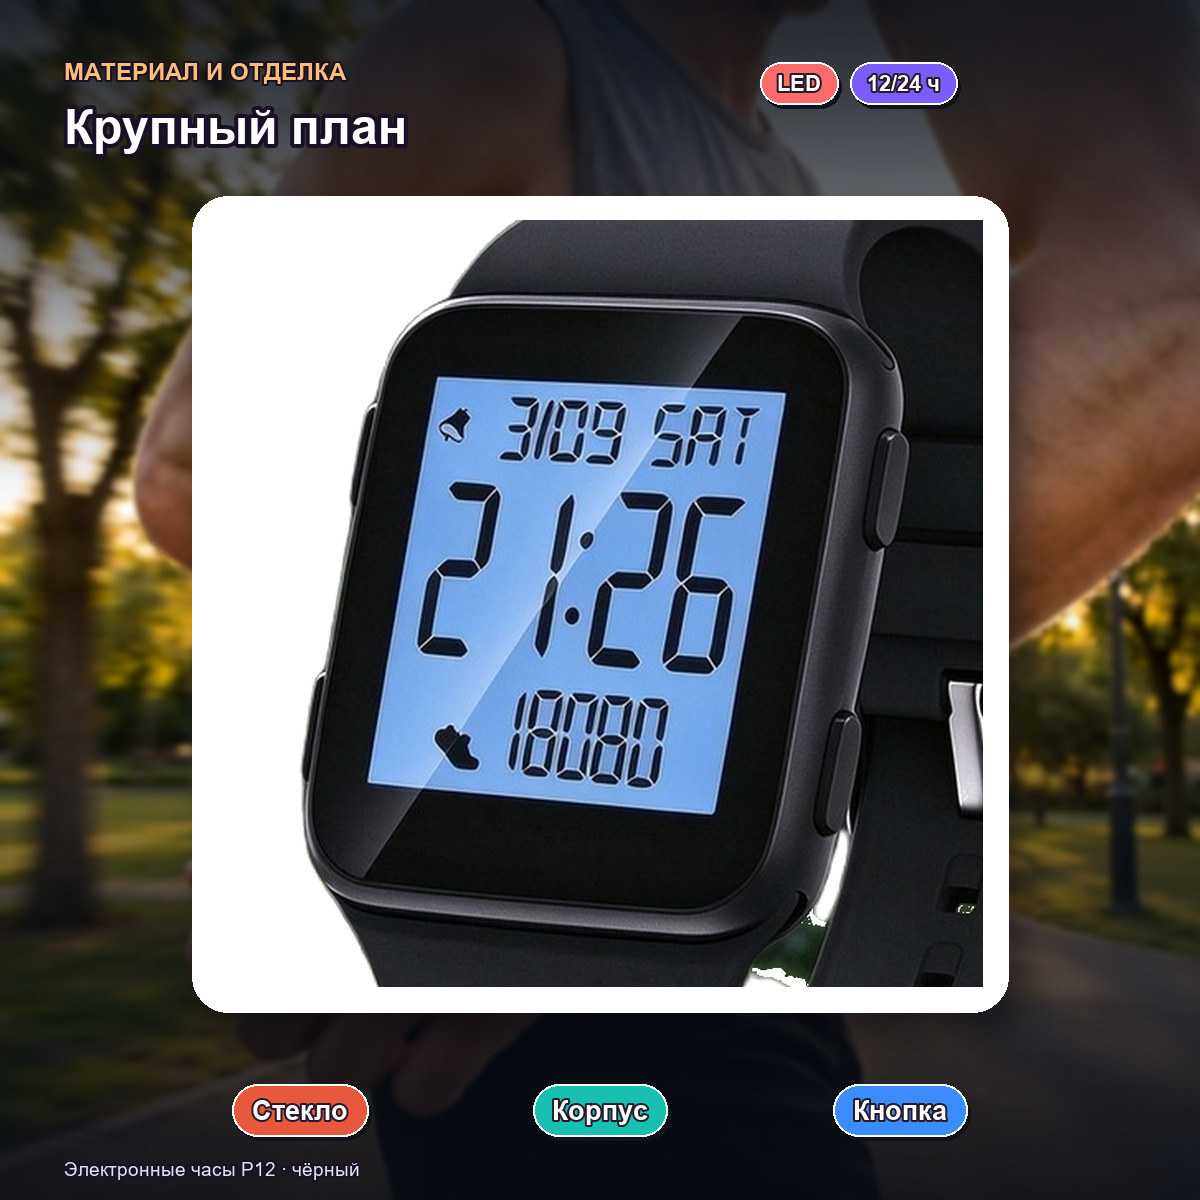 МАТЕРИАЛ И ОТДЕЛКА
Крупный план
LED
12/24 ч
3/09 SAT
21:26
18080
Стекло
Корпус
Кнопка
Электронные часы P12 · чёрный